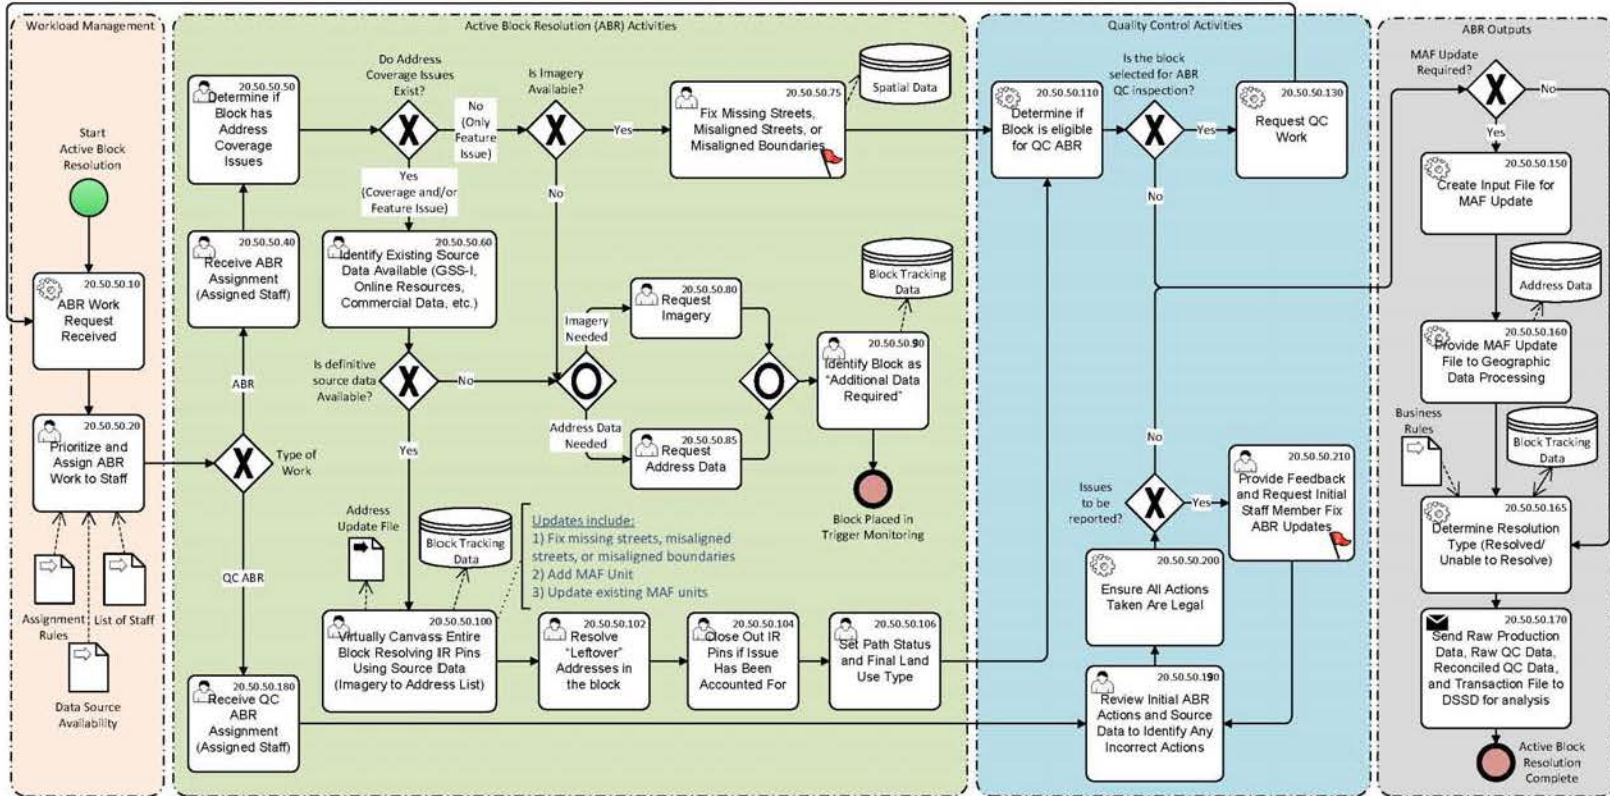 Workload Management
Start
Active Block
Resolution
20.50.50.10
ABR Work
Request
Received
20.50.50.20
Prioritize and
Assign ABR
Work to Staff
Assignment
Rules
List of Staff
Data Source
Availability
Active Block Resolution (ABR) Activities
Type of
Work
ABR
QC ABR
20.50.50.40
Receive ABR
Assignment
(Assigned Staff)
20.50.50.50
Determine if
Block has
Address
Coverage
Issues
Do Address
Coverage Issues
Exist?
No
(Only
Feature
Issue)
Yes
(Coverage and/or
Feature Issue)
Is Imagery
Available?
Yes
No
20.50.50.75
Fix Missing Streets,
Misaligned Streets, or
Misaligned Boundaries
Spatial Data
20.50.50.60
Identify Existing Source
Data Available (GSS-I,
Online Resources,
Commercial Data, etc.)
Is definitive
source data
Available?
No
Yes
Imagery
Needed
Address Data
Needed
20.50.50.80
Request
Imagery
20.50.50.85
Request
Address Data
Block Tracking
Data
20.50.50.90
Identify Block as
"Additional Data
Required"
Block Placed in
Trigger Monitoring
Address
Update File
Block Tracking
Data
Updates include:
1) Fix missing streets, misaligned
streets, or misaligned boundaries
2) Add MAF Unit
3) Update existing MAF units
20.50.50.100
Virtually Canvass Entire
Block Resolving IR Pins
Using Source Data
(Imagery to Address List)
20.50.50.102
Resolve
"Leftover"
Addresses in
the block
20.50.50.104
Close Out IR
Pins if Issue
Has Been
Accounted For
20.50.50.106
Set Path Status
and Final Land
Use Type
20.50.50.180
Receive QC
ABR
Assignment
(Assigned Staff)
Quality Control Activities
20.50.50.110
Determine if
Block is eligible
for QC ABR
Is the block
selected for ABR
QC inspection?
Yes
No
20.50.50.130
Request QC
Work
No
Issues
to be
reported?
Yes
20.50.50.210
Provide Feedback
and Request Initial
Staff Member Fix
ABR Updates
20.50.50.200
Ensure All Actions
Taken Are Legal
20.50.50.190
Review Initial ABR
Actions and Source
Data to Identify Any
Incorrect Actions
ABR Outputs
MAF Update
Required?
No
Yes
20.50.50.150
Create Input File for
MAF Update
Address Data
20.50.50.160
Provide MAF Update
File to Geographic
Data Processing
Business
Rules
Block Tracking
Data
20.50.50.165
Determine Resolution
Type (Resolved/
Unable to Resolve)
20.50.50.170
Send Raw Production
Data, Raw QC Data,
Reconciled QC Data,
and Transaction File to
DSSD for analysis
Active Block
Resolution
Complete